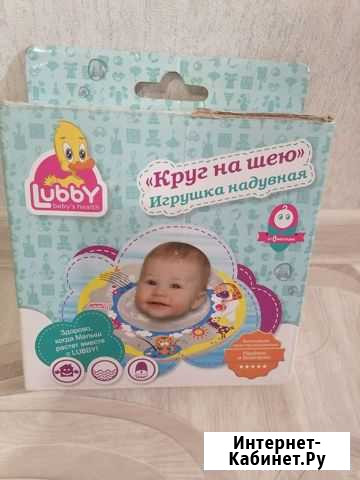 LUBBY
baby's health
«Круг на шею»
Игрушка надувная
Здорово,
когда Малыш
растет вместе
с LUBBY!
Интернет-
Кабинет.Ру